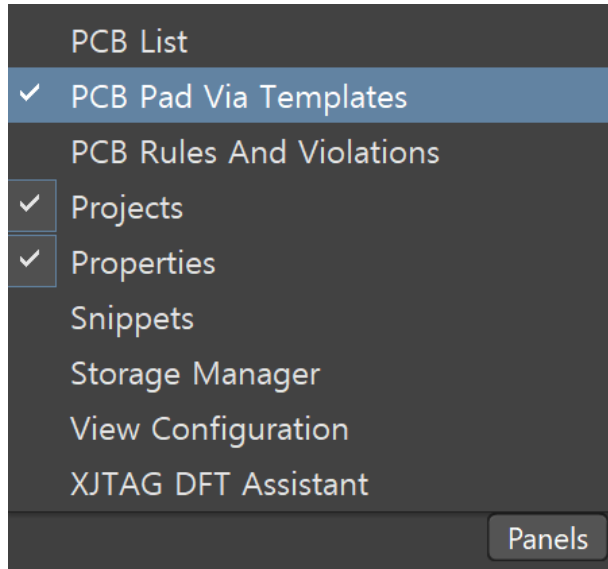 PCB List
PCB Pad Via Templates
PCB Rules And Violations
Projects
Properties
Snippets
Storage Manager
View Configuration
XJTAG DFT Assistant
Panels